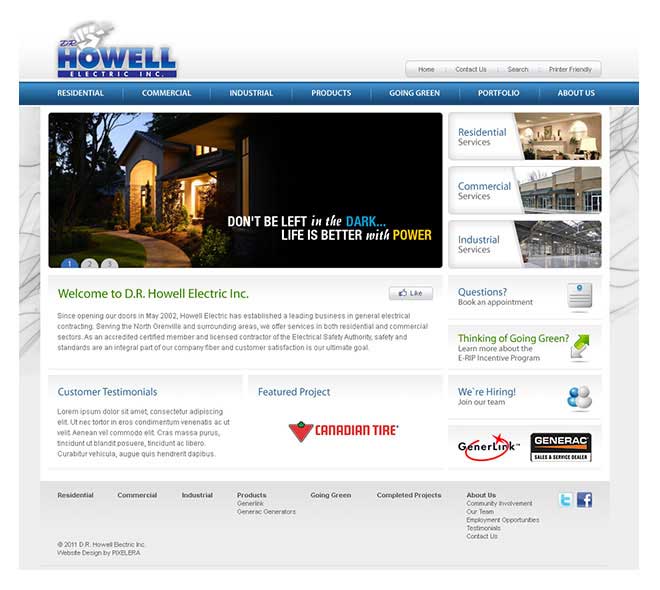 D.R.
HOWELL
ELECTRIC INC.
Home
Contact Us
Search
Printer Friendly
RESIDENTIAL
COMMERCIAL
INDUSTRIAL
PRODUCTS
GOING GREEN
PORTFOLIO
ABOUT US
DON'T BE LEFT in the DARK...
LIFE IS BETTER with POWER
1 2 3
Residential
Services
Commercial
Services
Industrial
Services
Welcome to D.R. Howell Electric Inc.
Like
Since opening our doors in May 2002, Howell Electric has established a leading business in general electrical
contracting. Serving the North Grenville and surrounding areas, we offer services in both residential and commercial
sectors. As an accredited certified member and licensed contractor of the Electrical Safety Authority, safety and
standards are an integral part of our company fiber and customer satisfaction is our ultimate goal.
Questions?
Book an appointment
Thinking of Going Green?
Learn more about the
E-RIP Incentive Program
We`re Hiring!
Join our team
Customer Testimonials
Lorem ipsum dolor sit amet, consectetur adipiscing
elit. Ut nec tortor in eros condimentum venenatis ac ut
velit. Aenean vel commodo elit. Cras massa purus,
tincidunt ut blandit posuere, tincidunt ac libero.
Curabitur vehicula, augue quis hendrerit dapibus.
Featured Project
CANADIAN TIRE
GenerLink
GENERAC
SALES & SERVICE DEALER
Residential
Commercial
Industrial
Products
Generlink
Generac Generators
Going Green
Completed Projects
About Us
Community Involvement
Our Team
Employment Opportunities
Testimonials
Contact Us
© 2011 D.R. Howell Electric Inc.
Website Design by PIXELERA